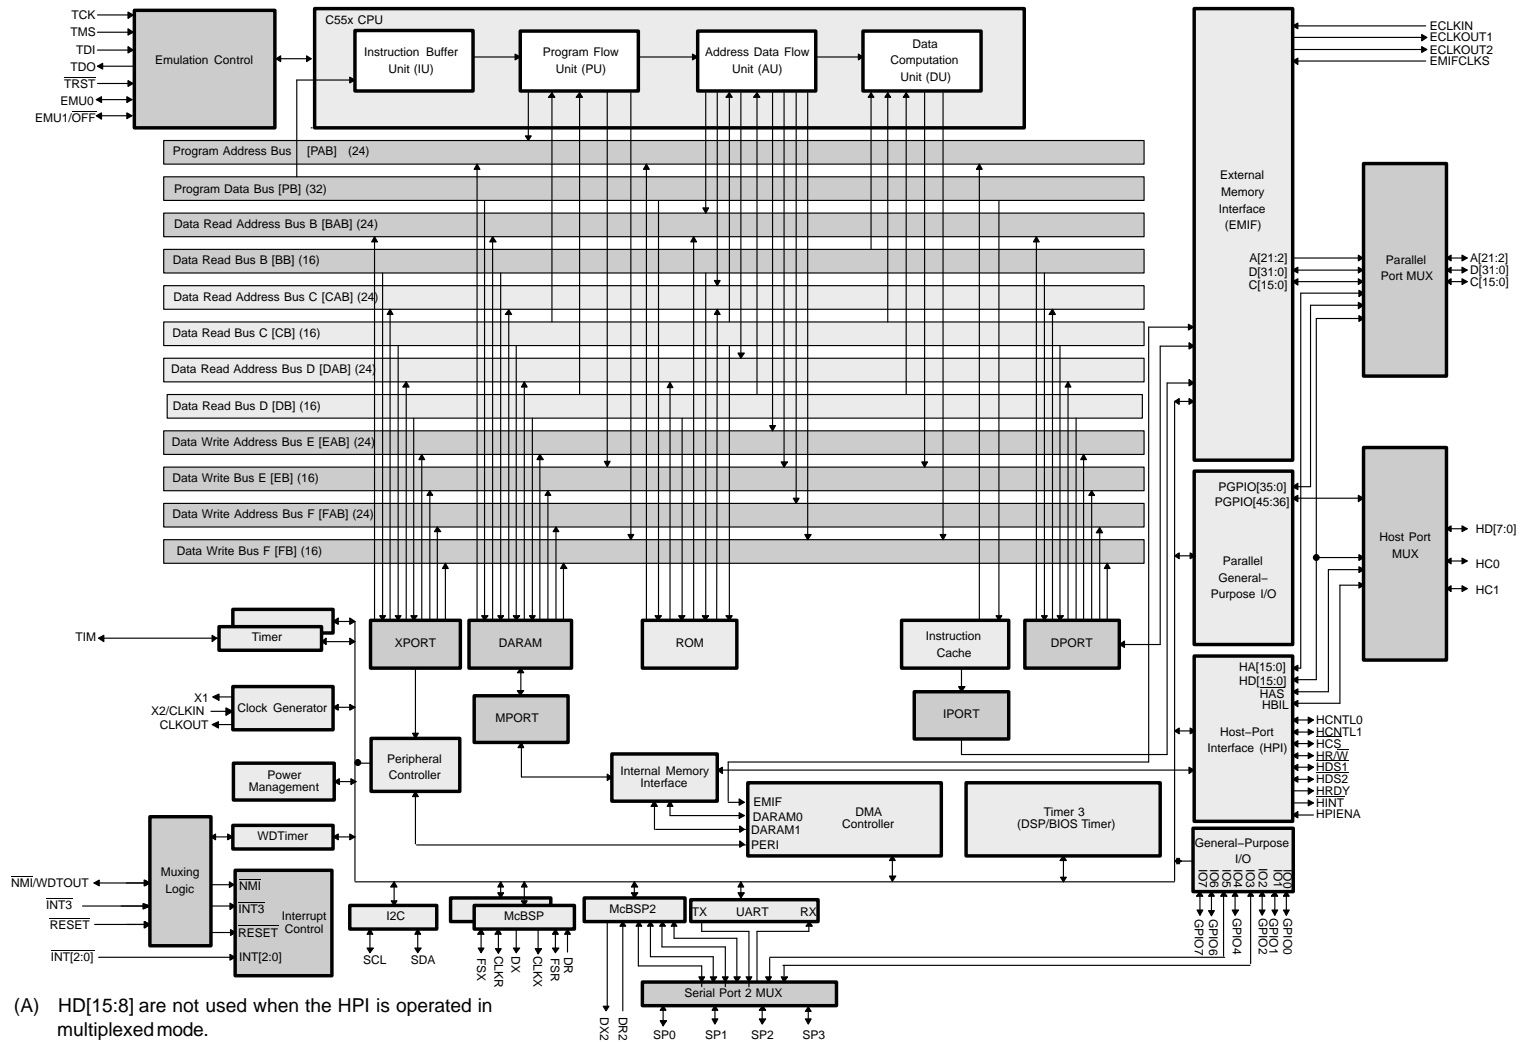 TCK
TMS
TDI
TDO
TRST
EMU0
EMU1/OFF
Emulation Control
C55x CPU
Instruction Buffer
Unit (IU)
Program Flow
Unit (PU)
Address Data Flow
Unit (AU)
Data
Computation
Unit (DU)
Program Address Bus [PAB] (24)
Program Data Bus [PB] (32)
Data Read Address Bus B [BAB] (24)
Data Read Bus B [BB] (16)
Data Read Address Bus C [CAB] (24)
Data Read Bus C [CB] (16)
Data Read Address Bus D [DAB] (24)
Data Read Bus D [DB] (16)
Data Write Address Bus E [EAB] (24)
Data Write Bus E [EB] (16)
Data Write Address Bus F [FAB] (24)
Data Write Bus F [FB] (16)
ECLKIN
ECLKOUT1
ECLKOUT2
EMIFCLKS
External
Memory
Interface
(EMIF)
A[21:2]
D[31:0]
C[15:0]
Parallel
Port MUX
A[21:2]
D[31:0]
C[15:0]
PGPIO[35:0]
PGPIO[45:36]
Parallel
General–
Purpose I/O
Host Port
MUX
HD[7:0]
HC0
HC1
HA[15:0]
HD[15:0]
HAS
HBIL
Host–Port
Interface (HPI)
HCNTL0
HCNTL1
HCS
HR/W
HDS1
HDS2
HRDY
HINT
HPIENA
TIM
Timer
XPORT
DARAM
ROM
Instruction
Cache
DPORT
X1
X2/CLKIN
CLKOUT
Clock Generator
MPORT
IPORT
Peripheral
Controller
Power
Management
Internal Memory
Interface
EMIF
DARAM0
DARAM1
PERI
DMA
Controller
Timer 3
(DSP/BIOS Timer)
WDTimer
Muxing
Logic
NMI/WDTOUT
INT3
RESET
INT[2:0]
NMI
INT3
RESET
INT[2:0]
Interrupt
Control
General–Purpose
I/O
IO7
IO6
IO5
IO4
IO3
IO2
IO1
IO0
GPIO7
GPIO6
GPIO4
GPIO2
GPIO1
GPIO0
I2C
SCL
SDA
McBSP
FSX
CLKR
DX
CLKX
FSR
DR
McBSP2
TX UART RX
DX2
DR2
Serial Port 2 MUX
SP0
SP1
SP2
SP3
(A) HD[15:8] are not used when the HPI is operated in
multiplexed mode.